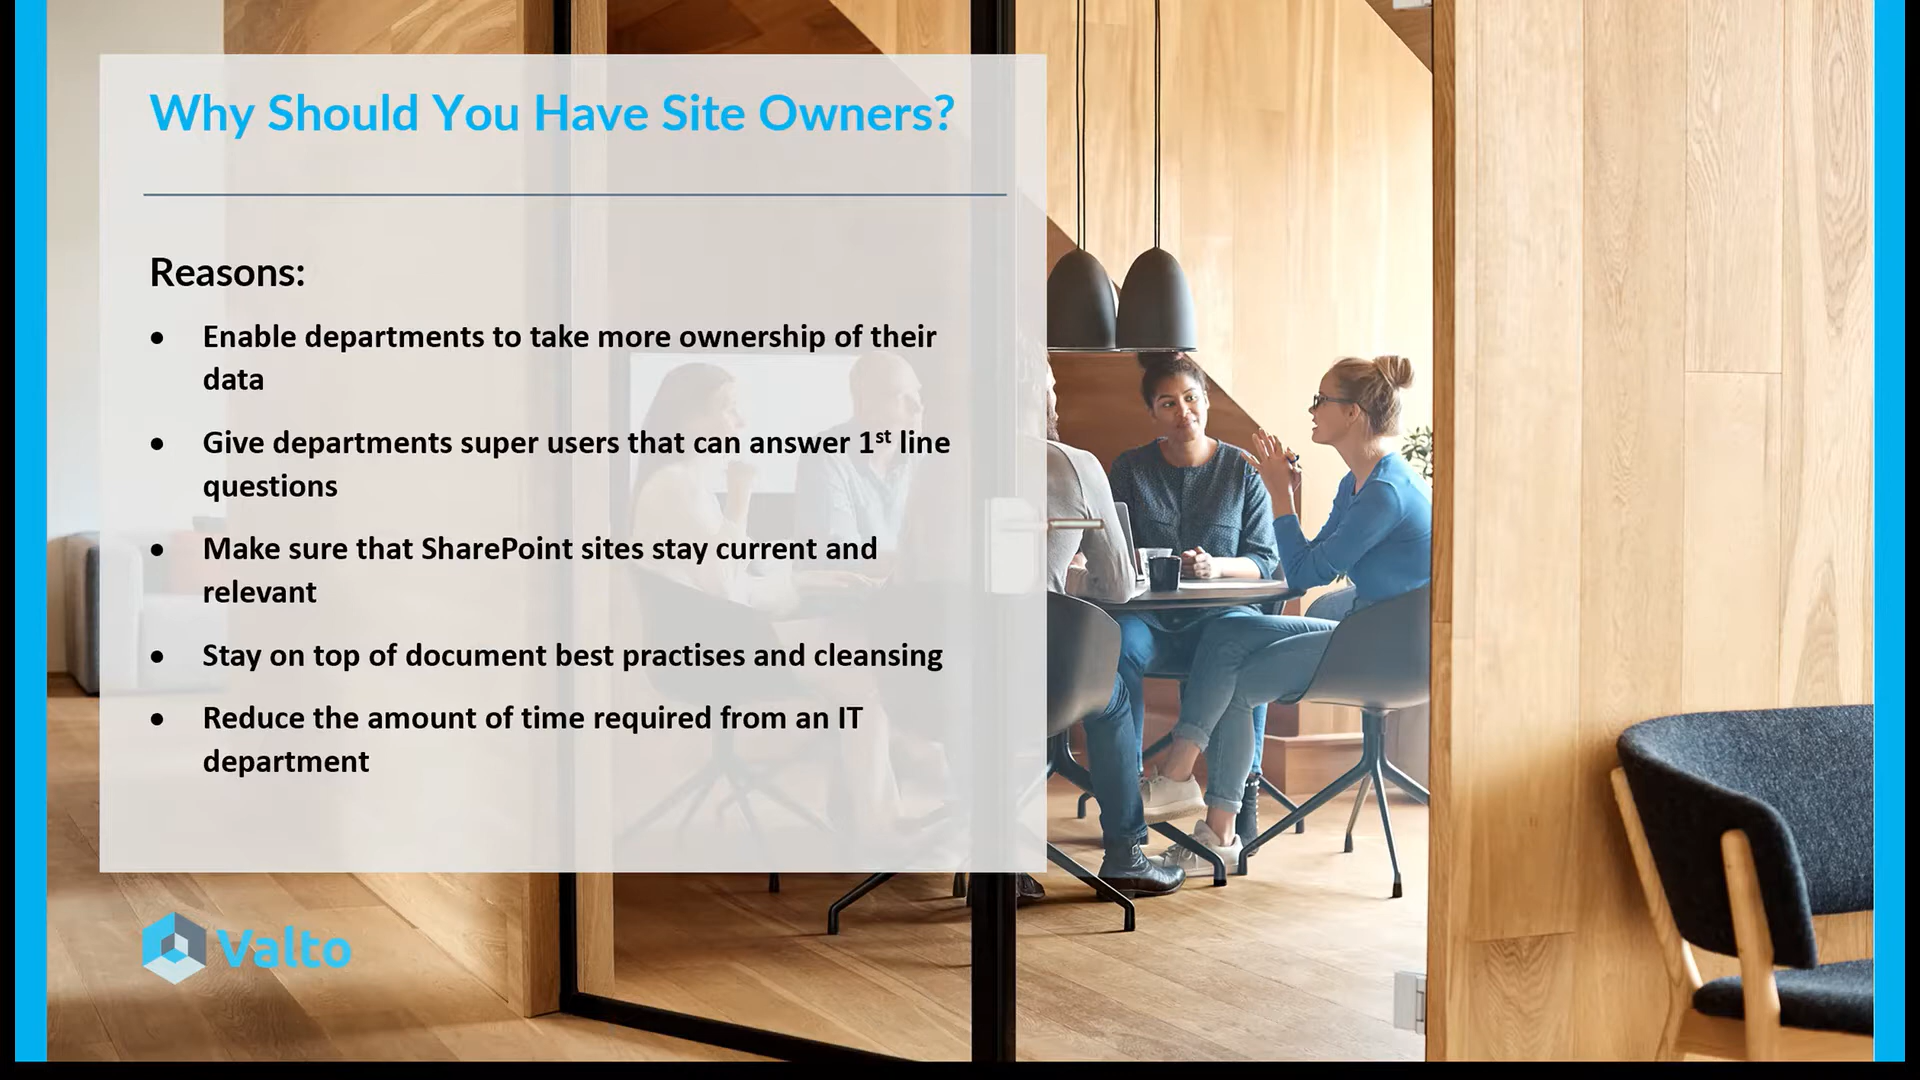 Why Should You Have Site Owners?
Reasons:
• Enable departments to take more ownership of their
data
• Give departments super users that can answer 1st line
questions
• Make sure that SharePoint sites stay current and
relevant
• Stay on top of document best practises and cleansing
• Reduce the amount of time required from an IT
department
Valto